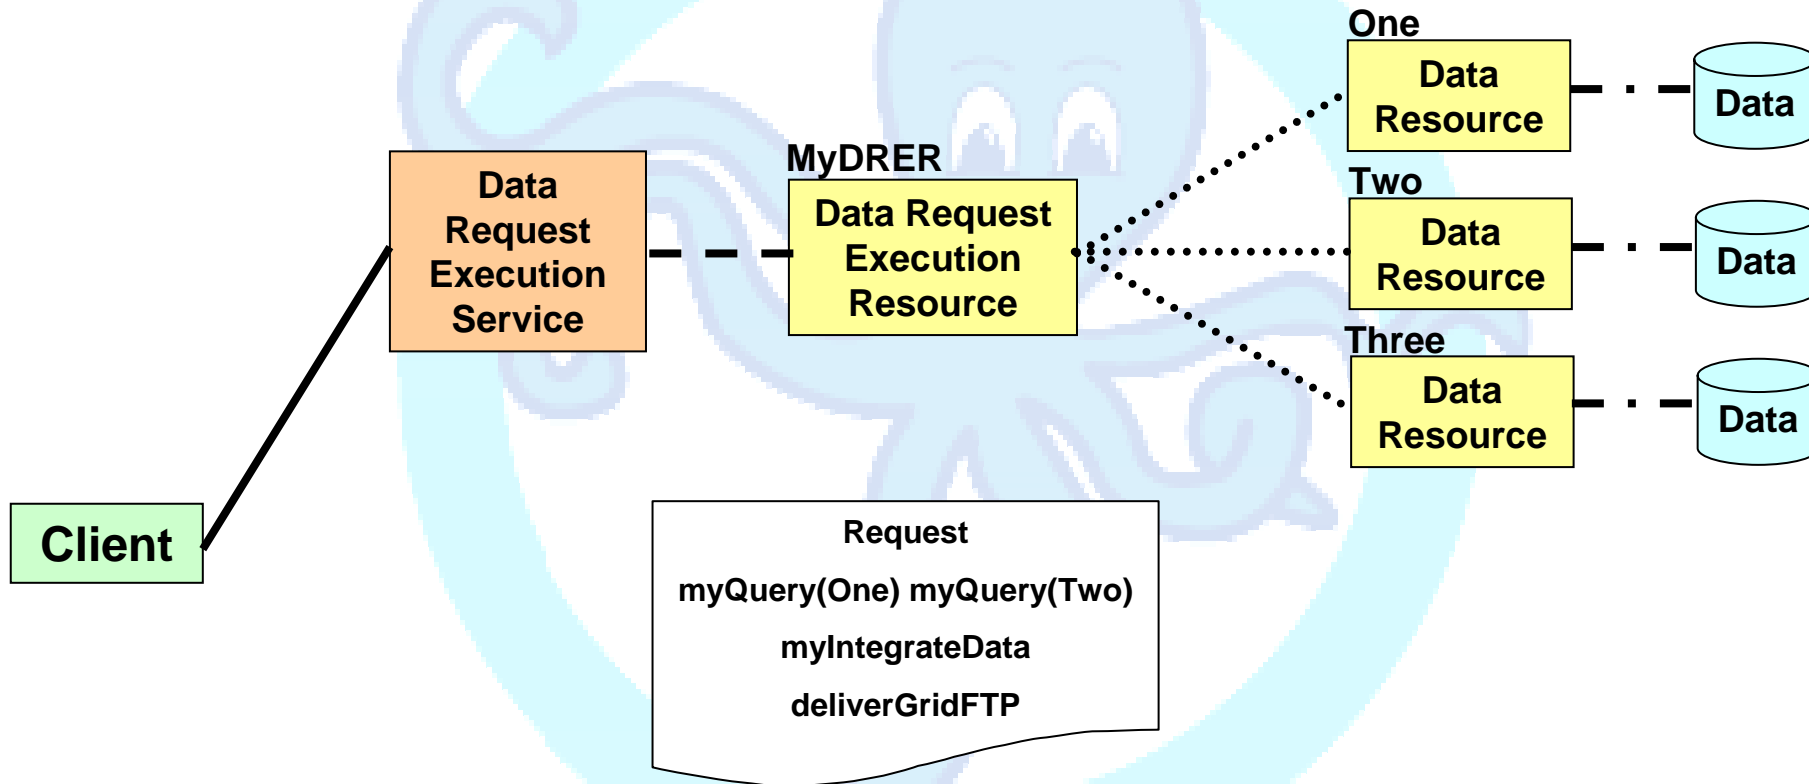 One
Data
Resource
Data
MyDRER
Data
Request
Execution
Service
Data Request
Execution
Resource
Two
Data
Resource
Data
Three
Data
Resource
Data
Client
Request
myQuery(One) myQuery(Two)
myIntegrateData
deliverGridFTP